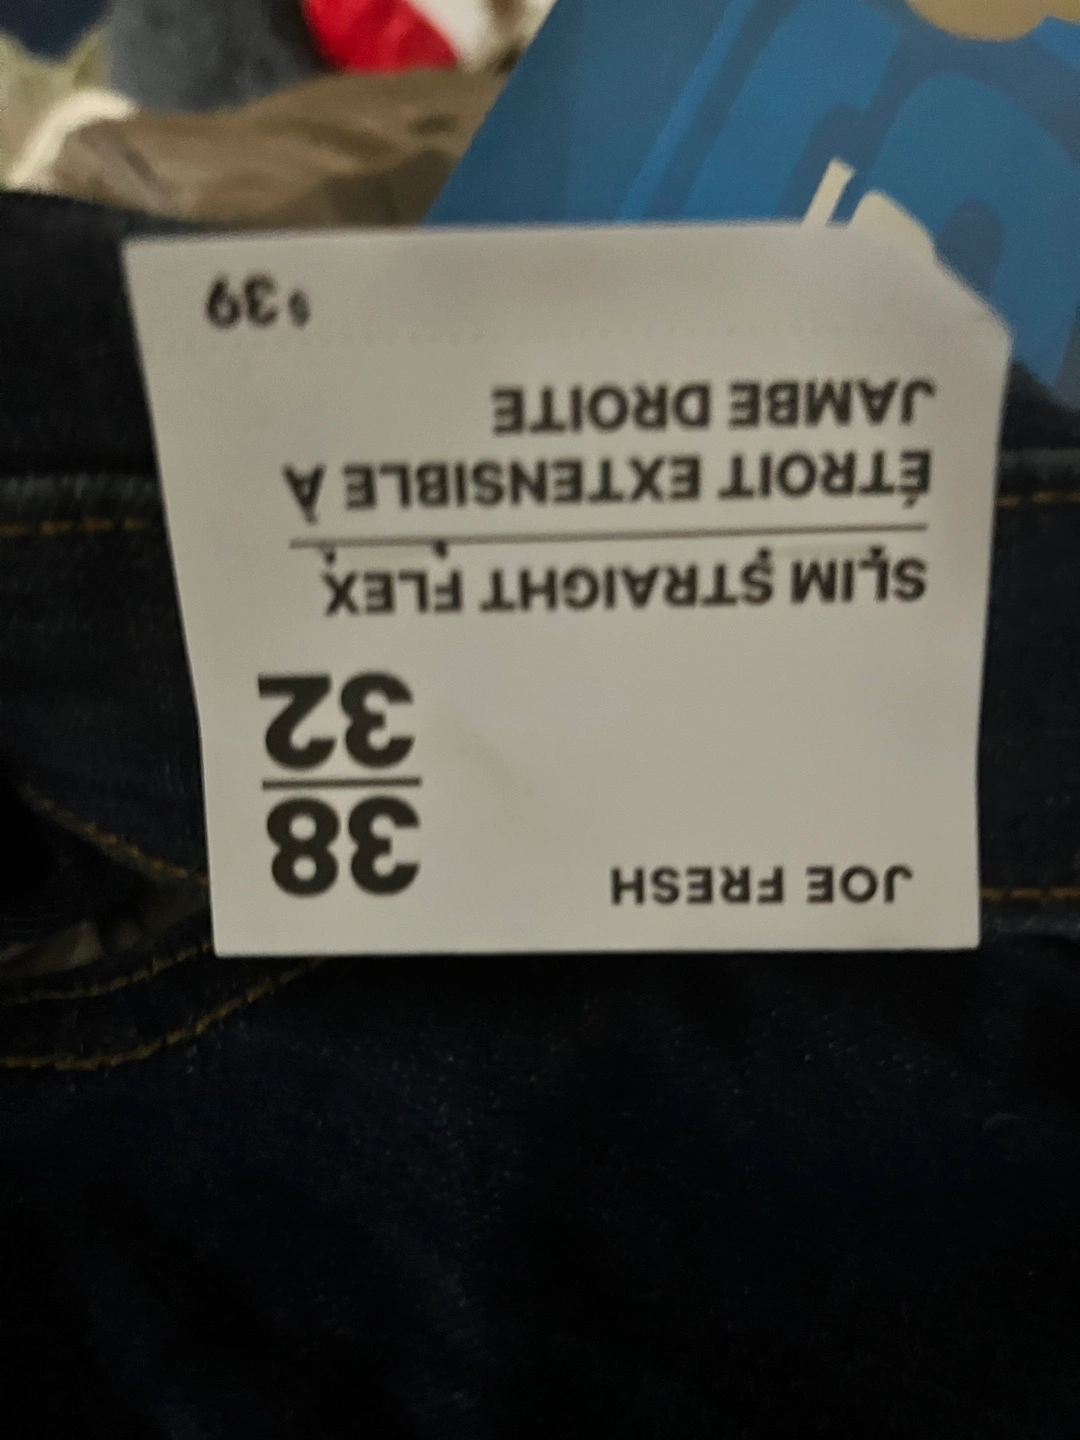 JOE FRESH
38
32
SLIM STRAIGHT FLEX
ÉTROIT EXTENSIBLE À
JAMBE DROITE
$39